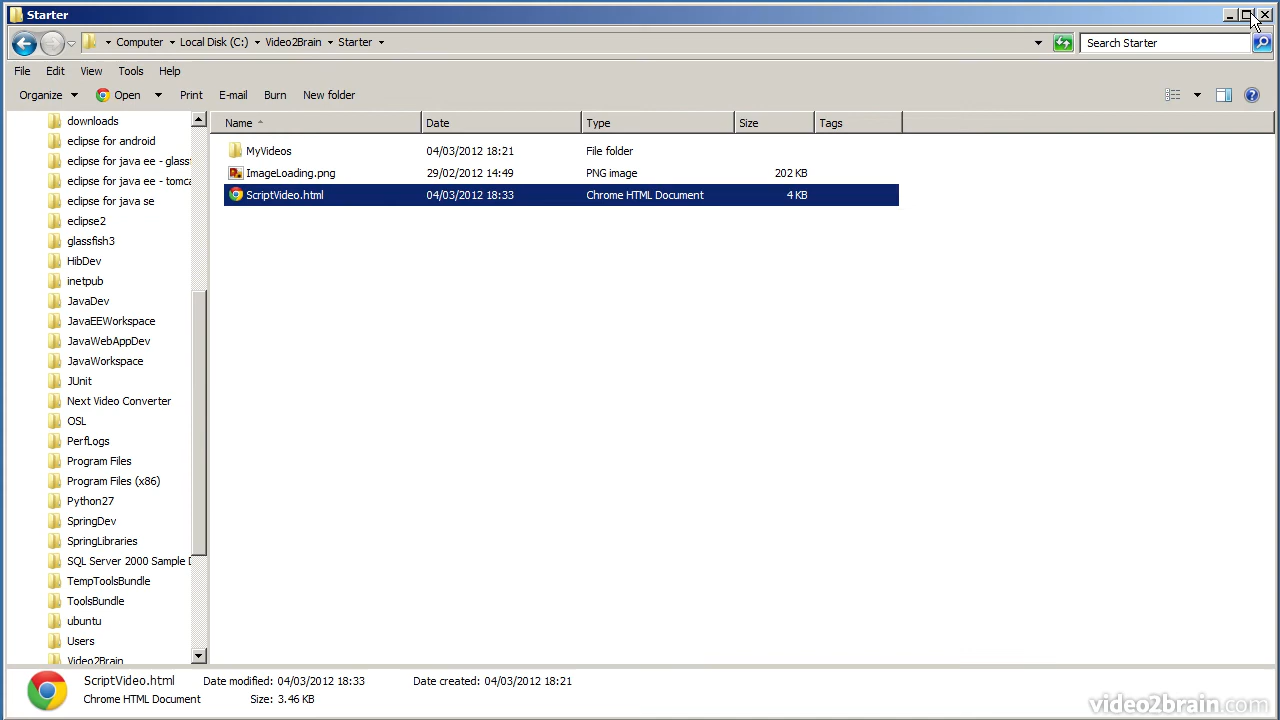 Starter
Computer Local Disk (C:) Video2Brain Starter
Search Starter
File Edit View Tools Help
Organize Open Print E-mail Burn New folder
Name Date Type Size Tags
MyVideos 04/03/2012 18:21 File folder
ImageLoading.png 29/02/2012 14:49 PNG image 202 KB
ScriptVideo.html 04/03/2012 18:33 Chrome HTML Document 4 KB
downloads
eclipse for android
eclipse for java ee - glassf
eclipse for java ee - tomca
eclipse for java se
eclipse2
glassfish3
HibDev
inetpub
JavaDev
JavaEEWorkspace
JavaWebAppDev
JavaWorkspace
JUnit
Next Video Converter
OSL
PerfLogs
Program Files
Program Files (x86)
Python27
SpringDev
SpringLibraries
SQL Server 2000 Sample D
TempToolsBundle
ToolsBundle
ubuntu
Users
Video2Brain
ScriptVideo.html Date modified: 04/03/2012 18:33 Date created: 04/03/2012 18:21
Chrome HTML Document Size: 3.46 KB
video2brain.com